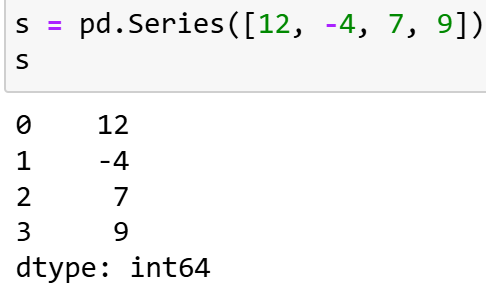 s = pd.Series([12, -4, 7, 9])
s
0    12
1    -4
2     7
3     9
dtype: int64